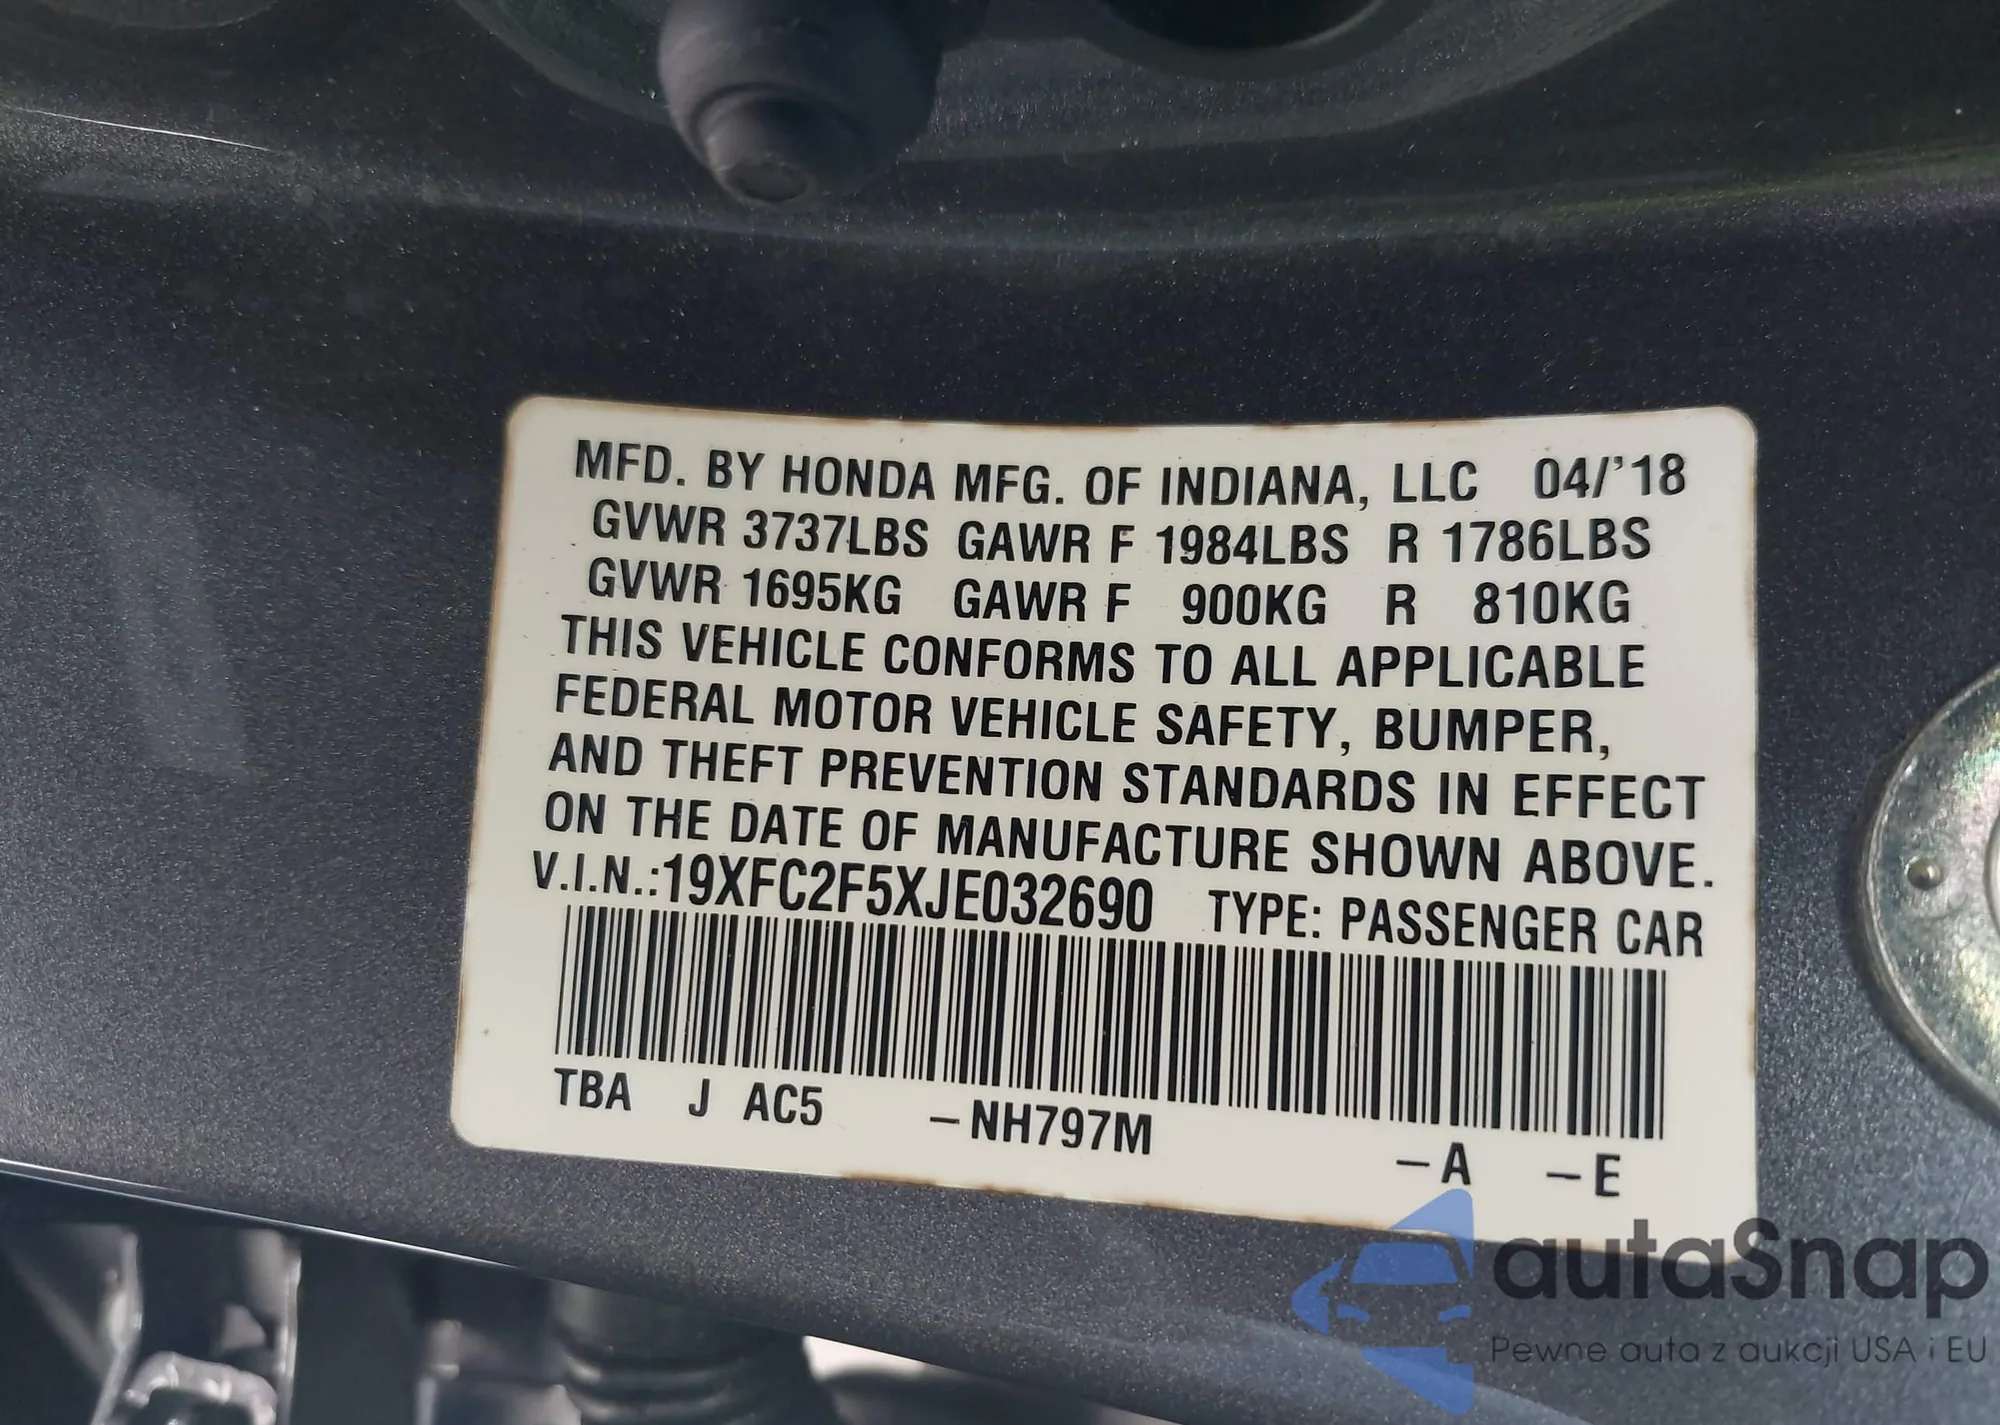 MFD. BY HONDA MFG. OF INDIANA, LLC 04/'18
GVWR 3737LBS GAWR F 1984LBS R 1786LBS
GVWR 1695KG GAWR F 900KG R 810KG
THIS VEHICLE CONFORMS TO ALL APPLICABLE
FEDERAL MOTOR VEHICLE SAFETY, BUMPER,
AND THEFT PREVENTION STANDARDS IN EFFECT
ON THE DATE OF MANUFACTURE SHOWN ABOVE.
V.I.N.:19XFC2F5XJE032690 TYPE: PASSENGER CAR
TBA J AC5 –NH797M –A –E
autaSnap
Pewne auta z aukcji USA i EU